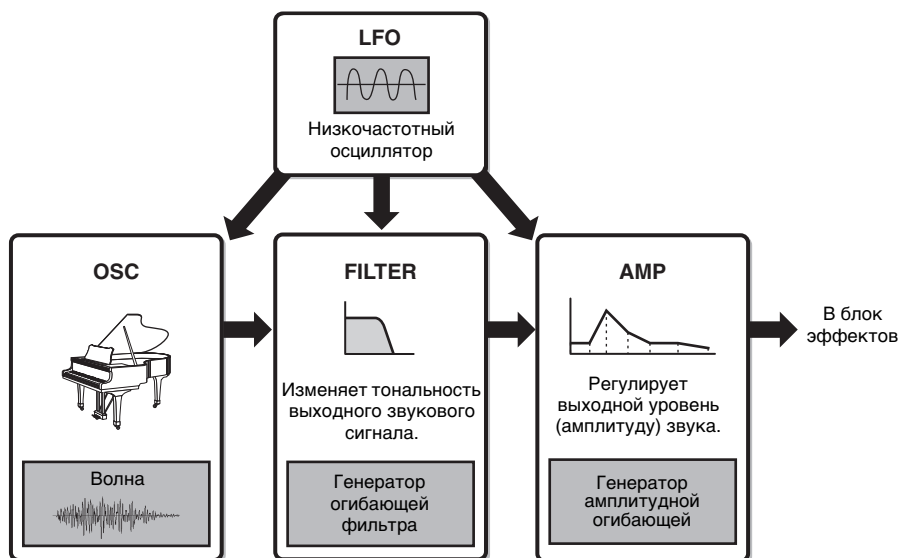 LFO
Низкочастотный
осциллятор
OSC
Волна
FILTER
Изменяет тональность
выходного звукового
сигнала.
Генератор
огибающей
фильтра
AMP
Регулирует
выходной уровень
(амплитуду) звука.
Генератор
амплитудной
огибающей
В блок
эффектов